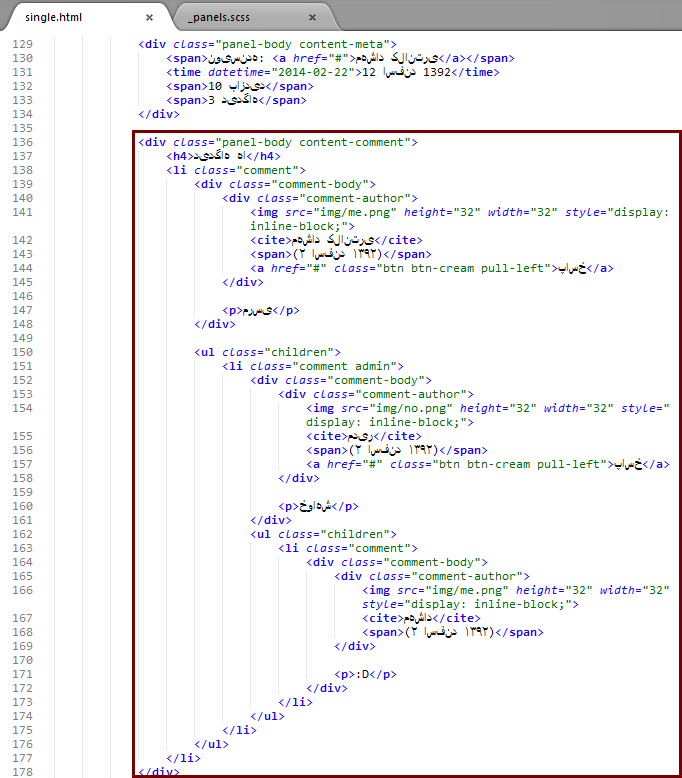 single.html
_panels.scss
129 <div class="panel-body content-meta">
130 <span>نویسنده: <a href="#">مهشاد کلانتری</a></span>
131 <time datetime="2014-02-22">12 اسفند 1392</time>
132 <span>10 بازدید</span>
133 <span>3 دیدگاه</span>
134 </div>
135
136 <div class="panel-body content-comment">
137 <h4>دیدگاه ها</h4>
138 <li class="comment">
139 <div class="comment-body">
140 <div class="comment-author">
141 <img src="img/me.png" height="32" width="32" style="display:
inline-block;">
142 <cite>مهشاد کلانتری</cite>
143 <span>(۲ اسفند ۱۳۹۲)</span>
144 <a href="#" class="btn btn-cream pull-left">پاسخ</a>
145 </div>
146
147 <p>مرسی</p>
148 </div>
149
150 <ul class="children">
151 <li class="comment admin">
152 <div class="comment-body">
153 <div class="comment-author">
154 <img src="img/no.png" height="32" width="32" style="
display: inline-block;">
155 <cite>مدیر</cite>
156 <span>(۲ اسفند ۱۳۹۲)</span>
157 <a href="#" class="btn btn-cream pull-left">پاسخ</a>
158 </div>
159
160 <p>خواهش</p>
161 </div>
162 <ul class="children">
163 <li class="comment">
164 <div class="comment-body">
165 <div class="comment-author">
166 <img src="img/me.png" height="32" width="32"
style="display: inline-block;">
167 <cite>مهشاد</cite>
168 <span>(۲ اسفند ۱۳۹۲)</span>
169 </div>
170
171 <p>:D</p>
172 </div>
173 </li>
174 </ul>
175 </li>
176 </ul>
177 </li>
178 </div>